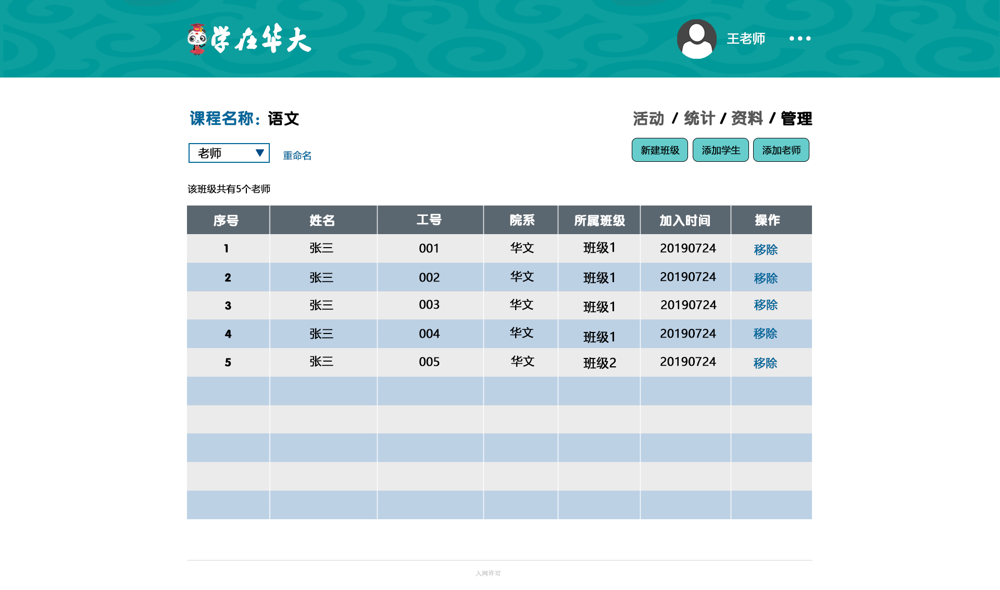 学在华大
王老师
课程名称：语文
活动 / 统计 / 资料 / 管理
老师 重命名
新建班级 添加学生 添加老师
该班级共有5个老师
序号 姓名 工号 院系 所属班级 加入时间 操作
1 张三 001 华文 班级1 20190724 移除
2 张三 002 华文 班级1 20190724 移除
3 张三 003 华文 班级1 20190724 移除
4 张三 004 华文 班级1 20190724 移除
5 张三 005 华文 班级2 20190724 移除
入网许可